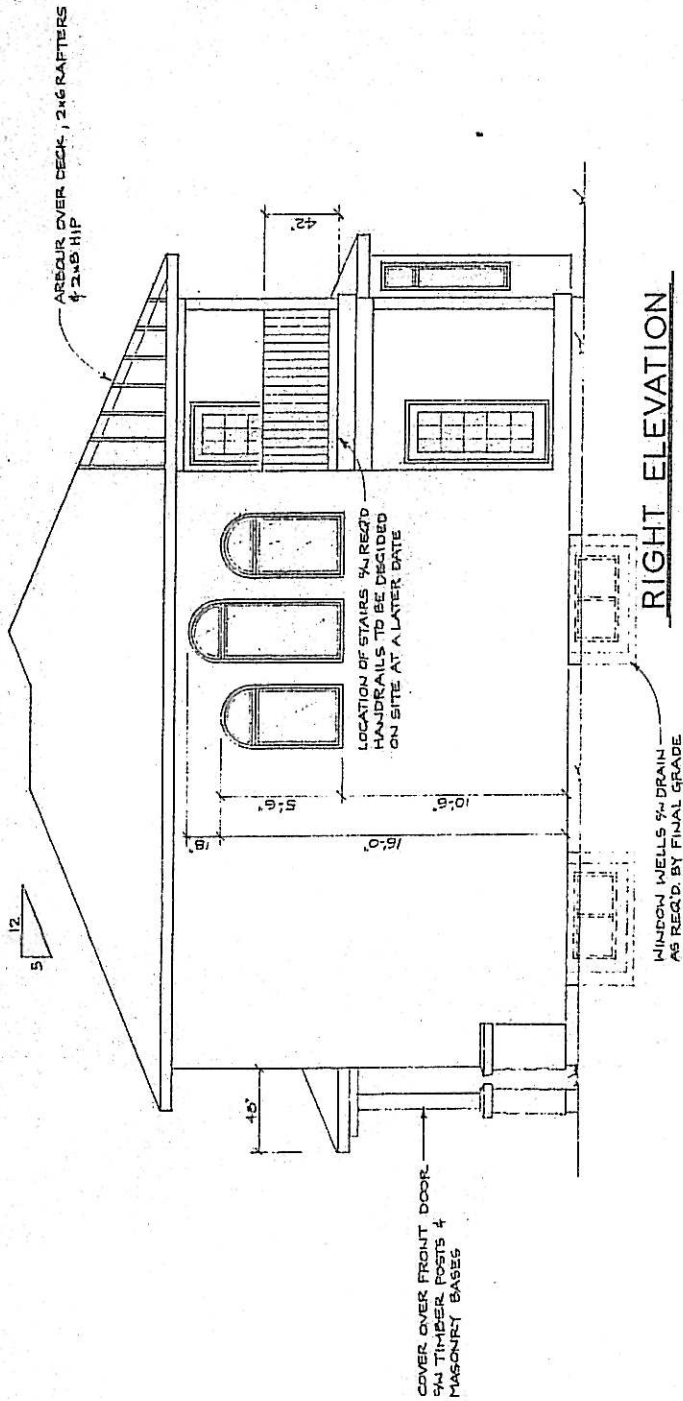 ARBOUR OVER DECK, 2x6 RAFTERS
& 2x8 HIP
12
5
42"
48"
18"
5'-6"
16'-0"
10'-6"
LOCATION OF STAIRS C/W REQ'D
HANDRAILS TO BE DECIDED
ON SITE AT A LATER DATE
COVER OVER FRONT DOOR
C/W TIMBER POSTS &
MASONRY BASES
WINDOW WELLS C/W DRAIN
AS REQ'D. BY FINAL GRADE
RIGHT ELEVATION